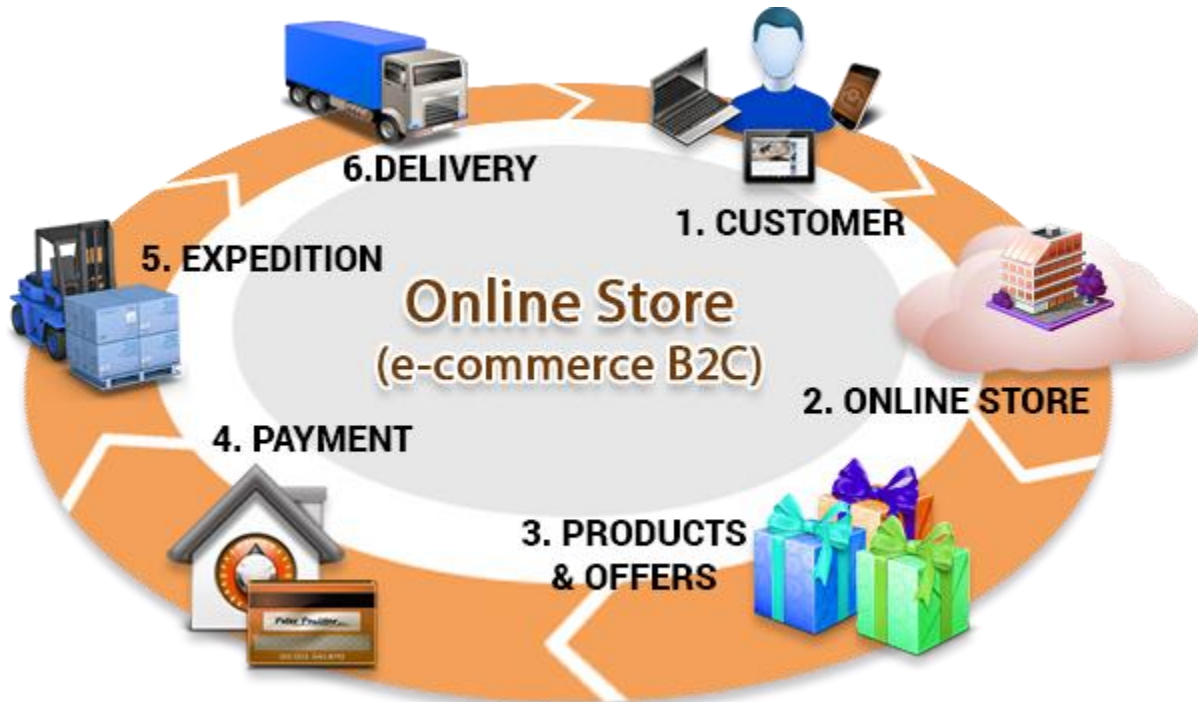 6.DELIVERY
1. CUSTOMER
5. EXPEDITION
Online Store
(e-commerce B2C)
2. ONLINE STORE
4. PAYMENT
3. PRODUCTS
& OFFERS